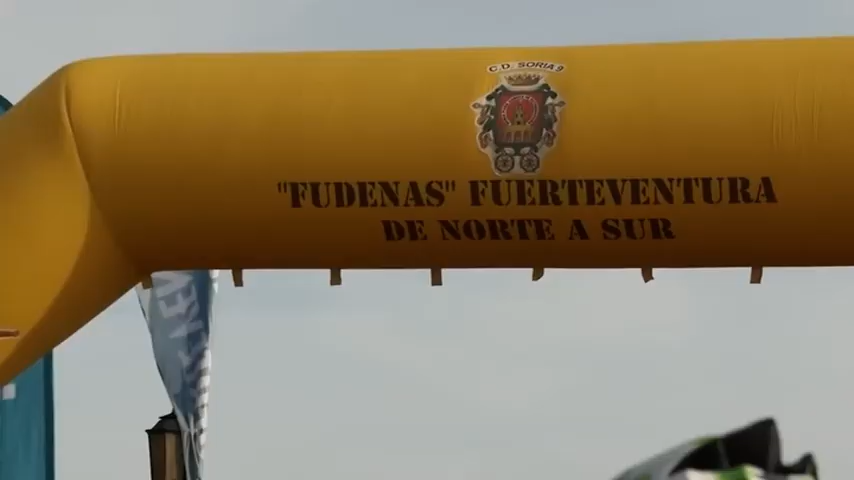 C.D. SORIA 9
"FUDENAS" FUERTEVENTURA
DE NORTE A SUR